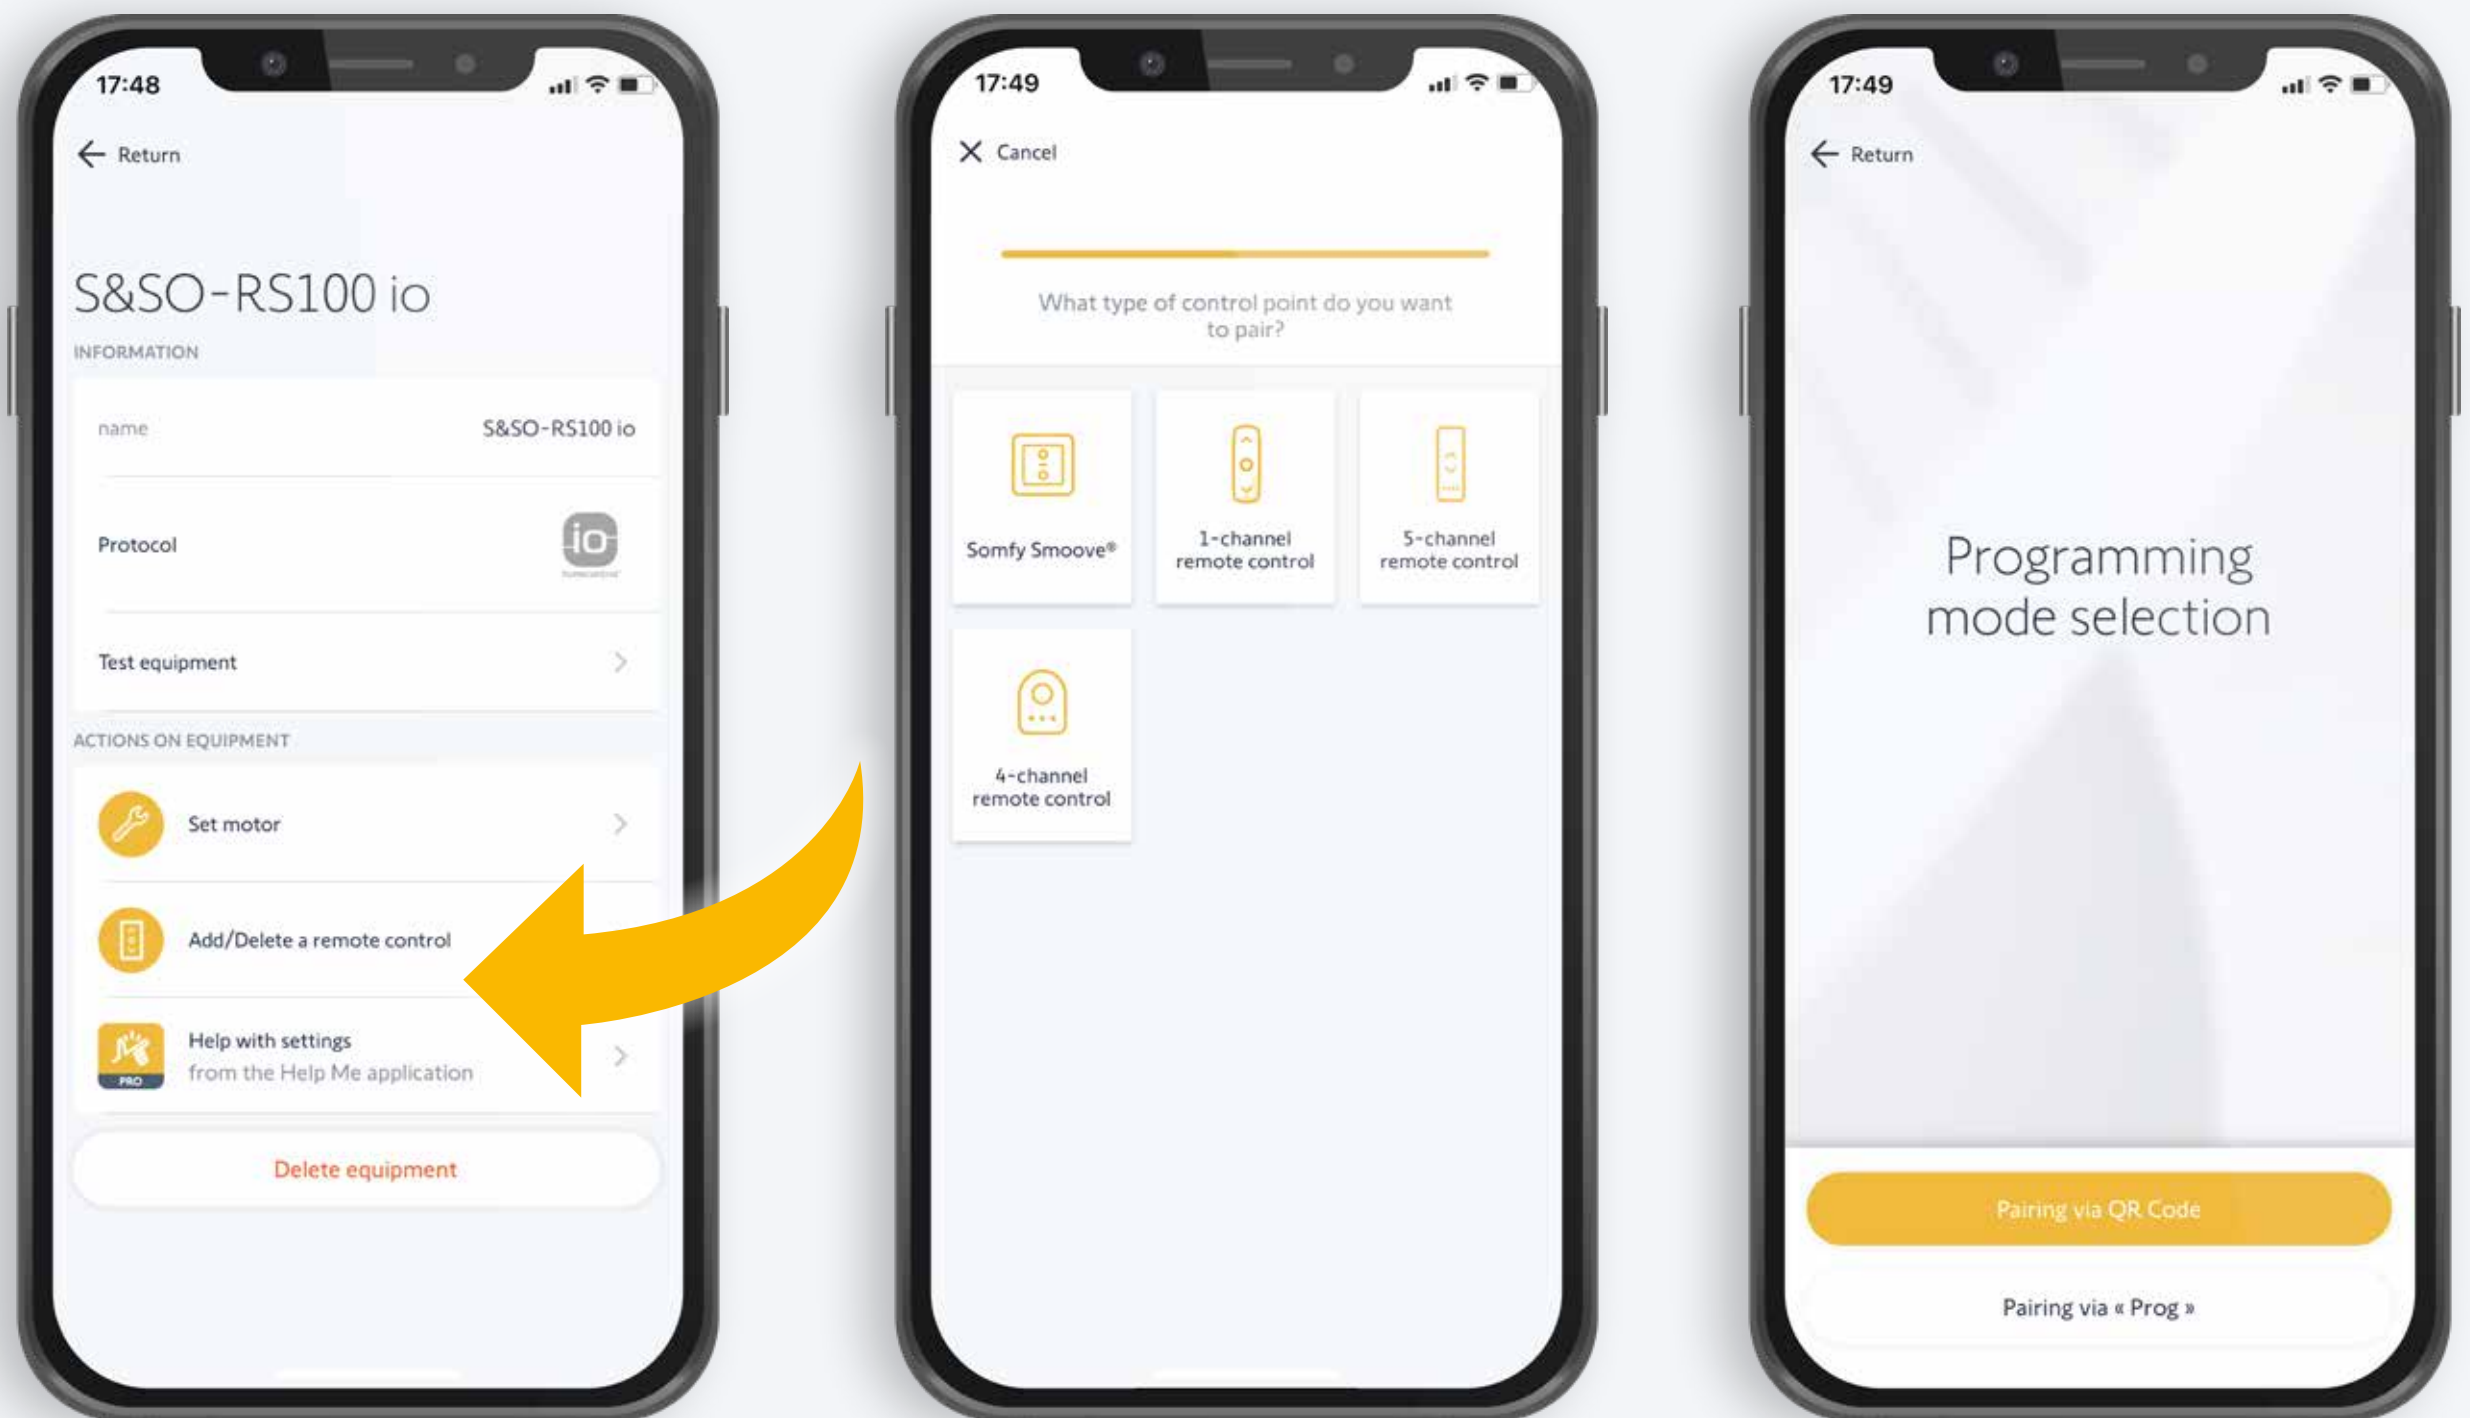 17:48
← Return
S&SO-RS100 io
INFORMATION
name
S&SO-RS100 io
Protocol
io
Test equipment
ACTIONS ON EQUIPMENT
Set motor
Add/Delete a remote control
Help with settings
from the Help Me application
PRO
Delete equipment
17:49
Cancel
What type of control point do you want
to pair?
Somfy Smoove®
1-channel
remote control
5-channel
remote control
4-channel
remote control
17:49
← Return
Programming
mode selection
Pairing via QR Code
Pairing via « Prog »